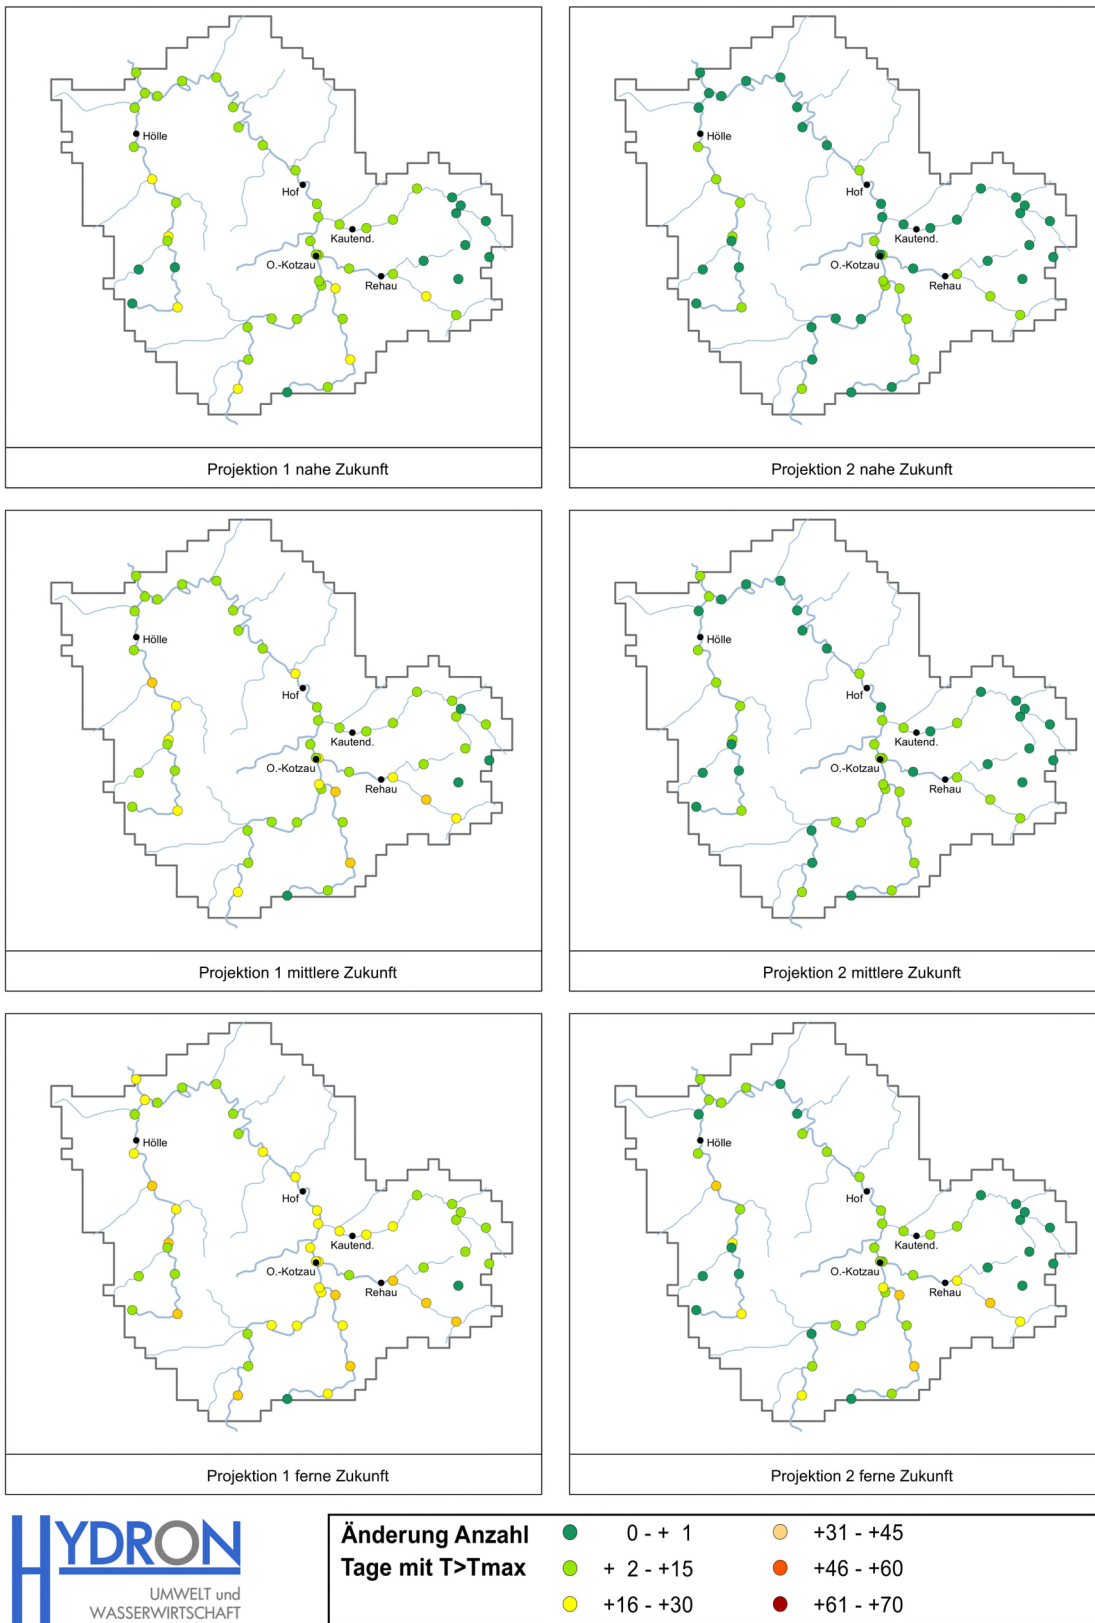 Hölle
Hof
Kautend.
O.-Kotzau
Rehau
Projektion 1 nahe Zukunft
Hölle
Hof
Kautend.
O.-Kotzau
Rehau
Projektion 2 nahe Zukunft
Hölle
Hof
Kautend.
O.-Kotzau
Rehau
Projektion 1 mittlere Zukunft
Hölle
Hof
Kautend.
O.-Kotzau
Rehau
Projektion 2 mittlere Zukunft
Hölle
Hof
Kautend.
O.-Kotzau
Rehau
Projektion 1 ferne Zukunft
Hölle
Hof
Kautend.
O.-Kotzau
Rehau
Projektion 2 ferne Zukunft
HYDRON
UMWELT und
WASSERWIRTSCHAFT
Änderung Anzahl
Tage mit T>Tmax
0 - + 1
+ 2 - +15
+16 - +30
+31 - +45
+46 - +60
+61 - +70